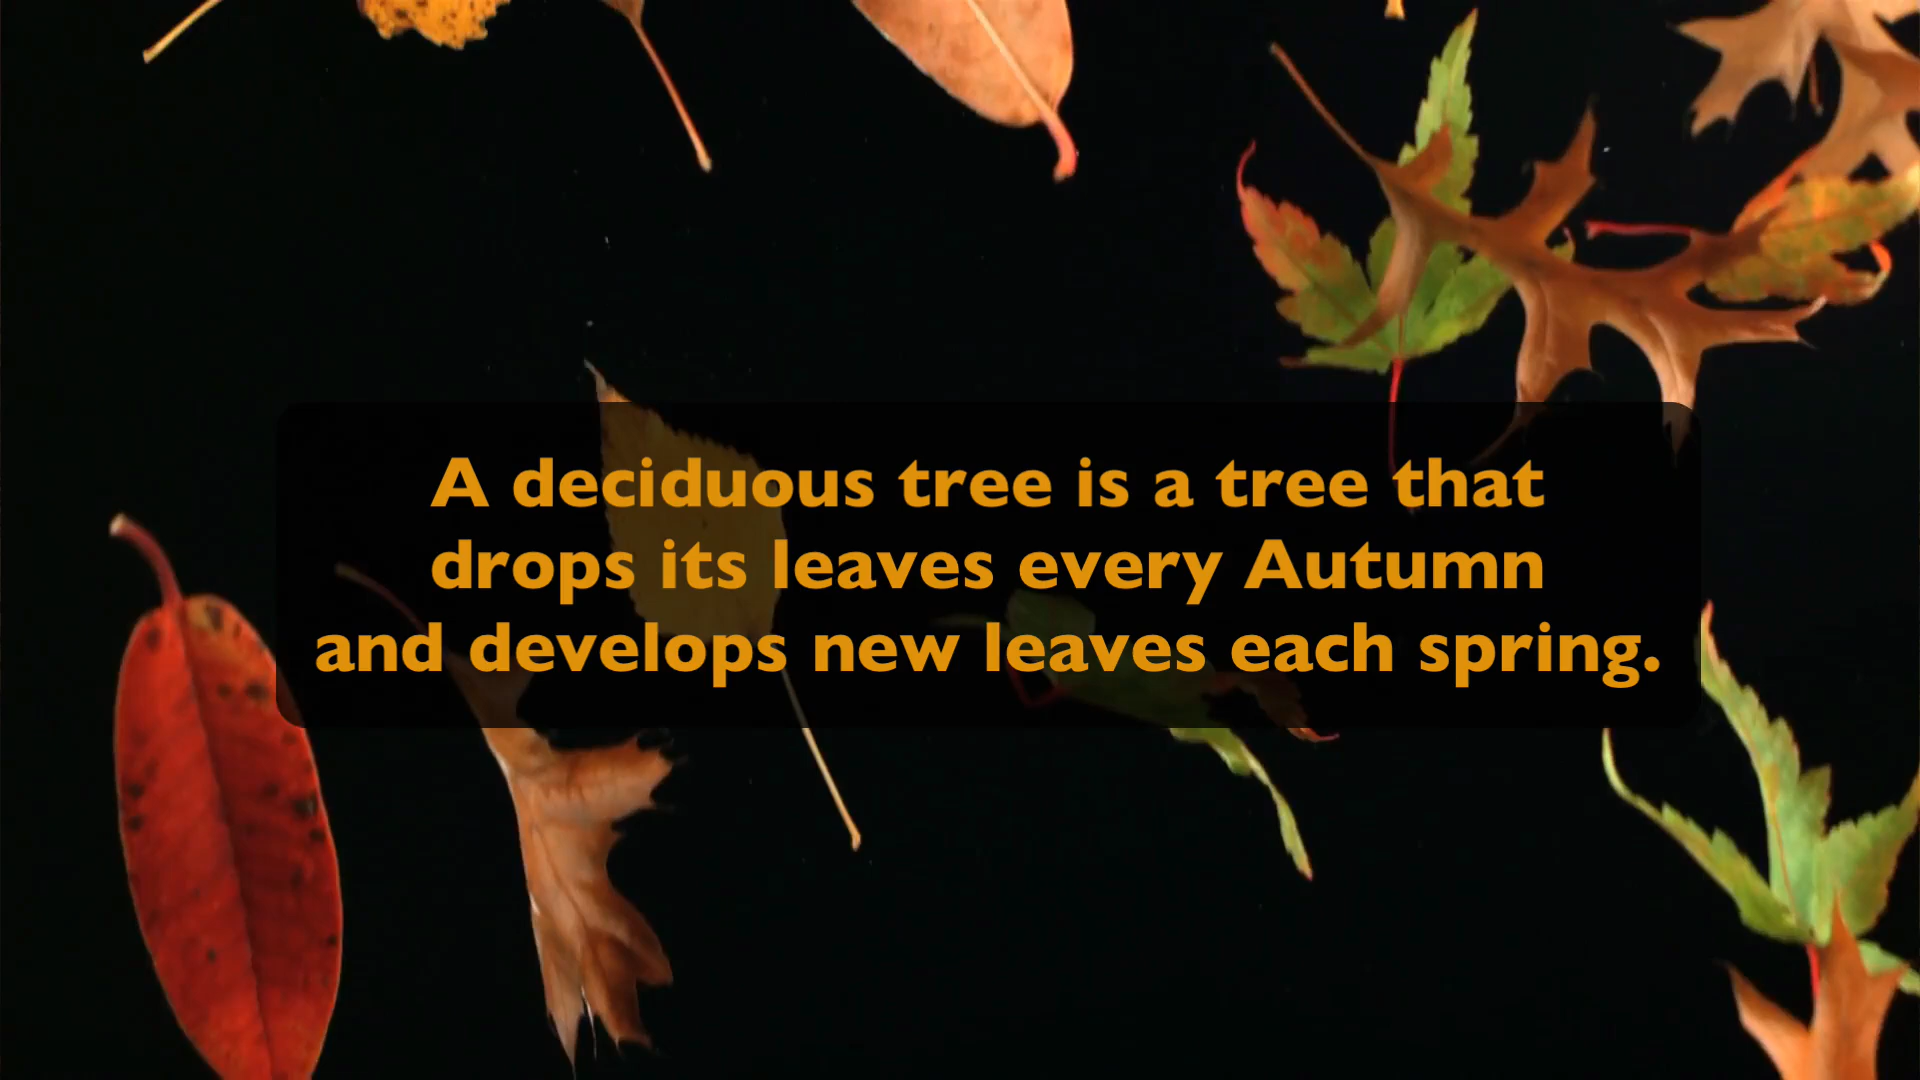 A deciduous tree is a tree that
drops its leaves every Autumn
and develops new leaves each spring.